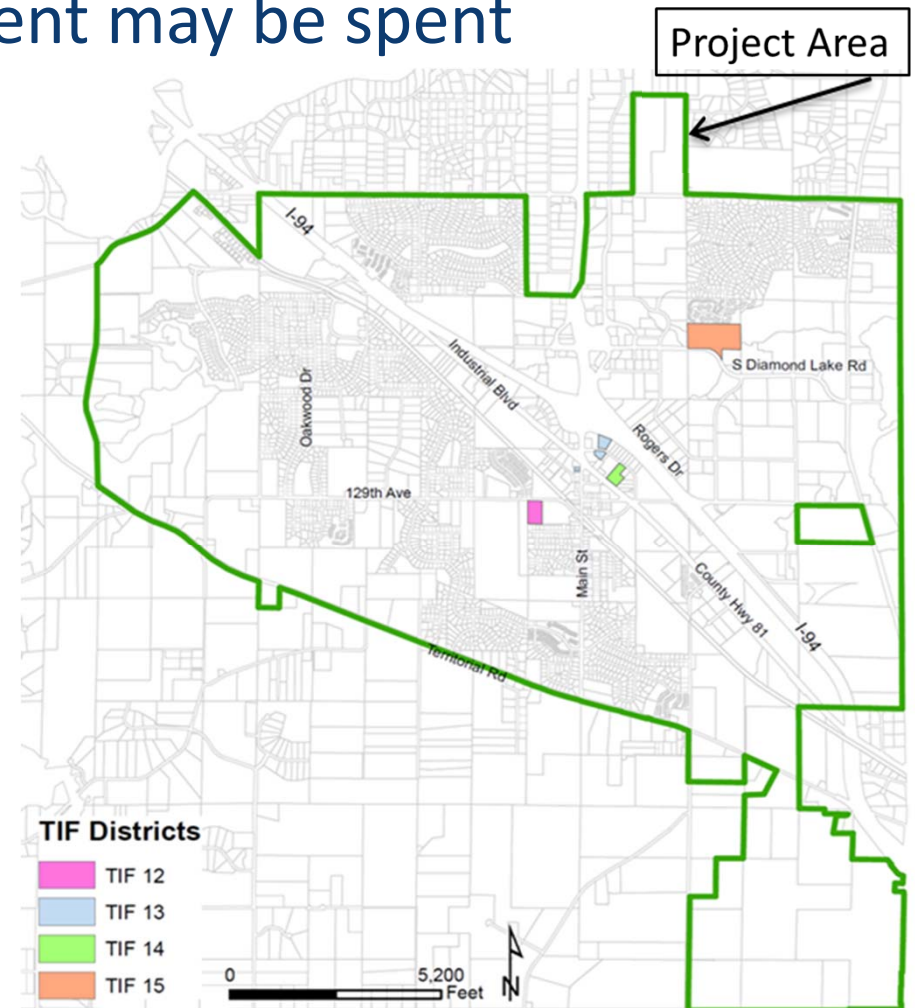 ent may be spent
Project Area
I-94
Industrial Blvd
S Diamond Lake Rd
Oakwood Dr
Rogers Dr
129th Ave
Main St
County Hwy 81
I-94
Territorial Rd
TIF Districts
TIF 12
TIF 13
TIF 14
TIF 15
0 5,200
Feet
N